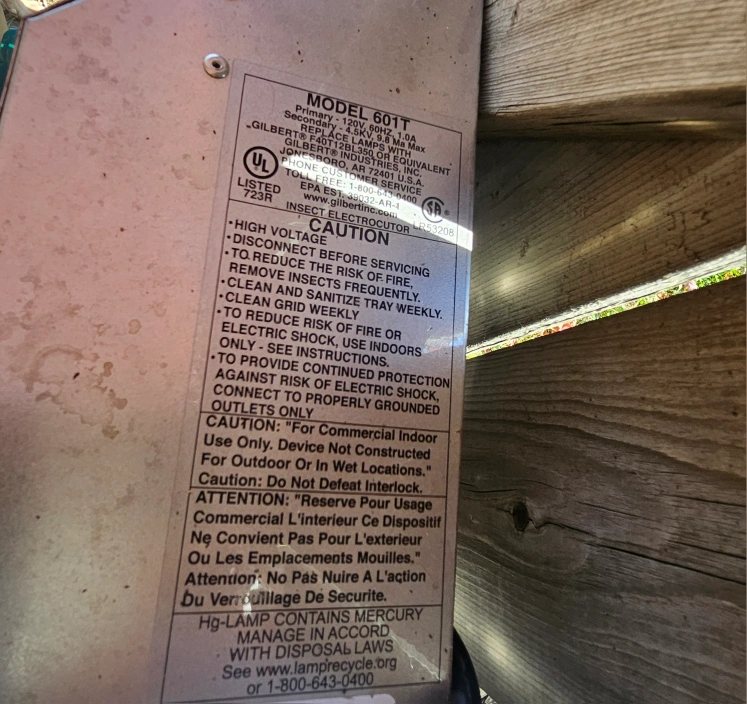 MODEL 601T
Primary - 120V, 60HZ, 1.0A
Secondary - 4.5KV, 9.8 Ma Max
REPLACE LAMPS WITH
GILBERT® F40T12BL350 OR EQUIVALENT
GILBERT® INDUSTRIES, INC.
JONESBORO, AR 72401 U.S.A.
PHONE CUSTOMER SERVICE
TOLL FREE: 1-800-643-0400
EPA EST. 39032-AR-1
www.gilbertinc.com
UL
LISTED
723R
SA®
LR53208
INSECT ELECTROCUTOR
CAUTION
•HIGH VOLTAGE
•DISCONNECT BEFORE SERVICING
•TO REDUCE THE RISK OF FIRE,
REMOVE INSECTS FREQUENTLY.
•CLEAN AND SANITIZE TRAY WEEKLY.
•CLEAN GRID WEEKLY
•TO REDUCE RISK OF FIRE OR
ELECTRIC SHOCK, USE INDOORS
ONLY - SEE INSTRUCTIONS.
•TO PROVIDE CONTINUED PROTECTION
AGAINST RISK OF ELECTRIC SHOCK,
CONNECT TO PROPERLY GROUNDED
OUTLETS ONLY
CAUTION: "For Commercial Indoor
Use Only. Device Not Constructed
For Outdoor Or In Wet Locations."
Caution: Do Not Defeat Interlock.
ATTENTION: "Reserve Pour Usage
Commercial L'interieur Ce Dispositif
Ne Convient Pas Pour L'exterieur
Ou Les Emplacements Mouilles."
Attention: No Pas Nuire A L'action
Du Verrouillage De Securite.
Hg-LAMP CONTAINS MERCURY
MANAGE IN ACCORD
WITH DISPOSAL LAWS
See www.lamprecycle.org
or 1-800-643-0400